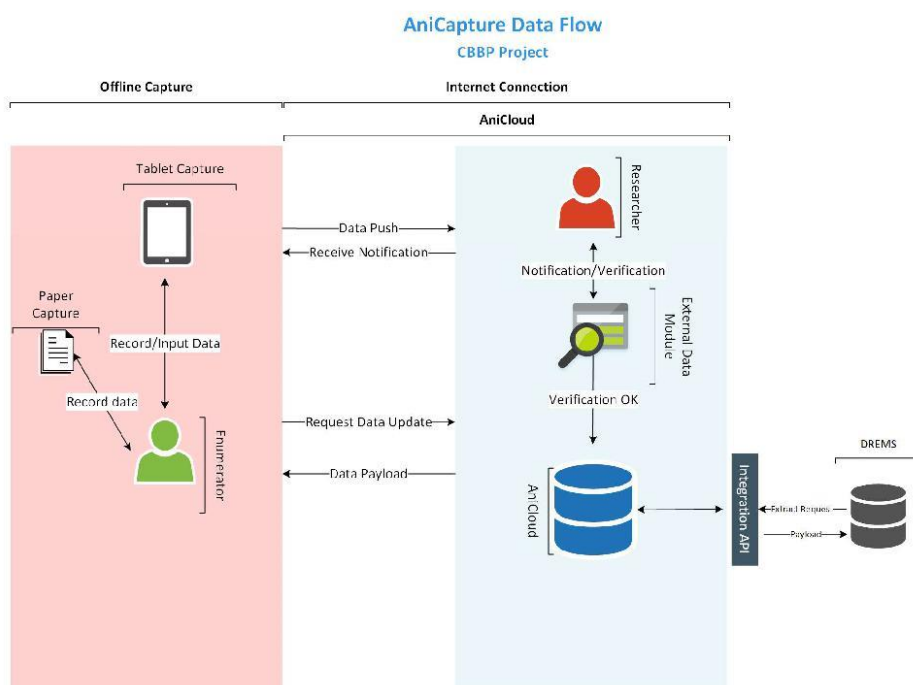 AniCapture Data Flow
CBBP Project
Offline Capture
Internet Connection
AniCloud
Tablet Capture
Researcher
Data Push
Receive Notification
Notification/Verification
Paper
Capture
External Data
Module
Record/Input Data
Record data
Verification OK
Request Data Update
Enumerator
Data Payload
AniCloud
Integration API
DREMS
Extract Reques
Payload